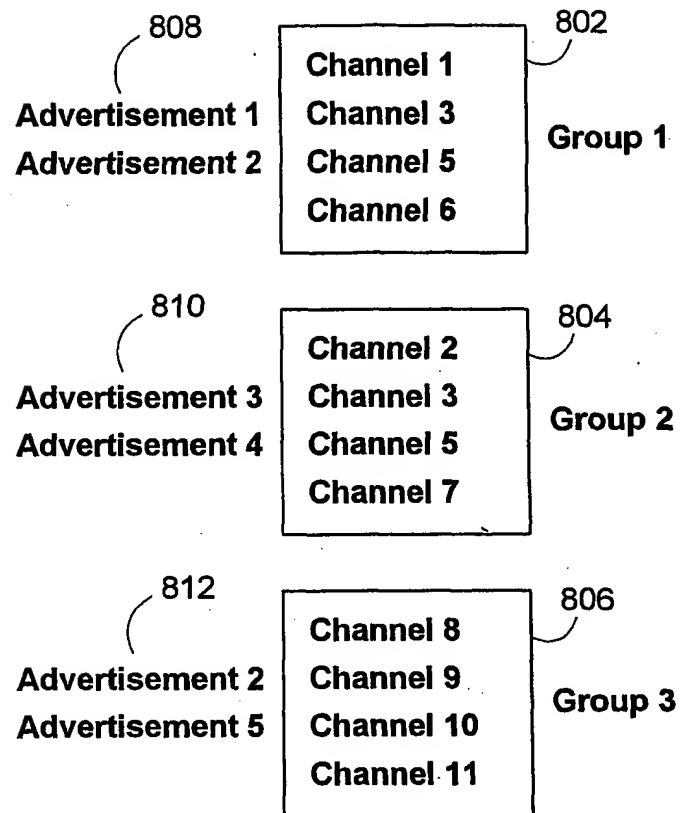 808
802
Channel 1
Advertisement 1
Channel 3
Group 1
Advertisement 2
Channel 5
Channel 6
810
804
Channel 2
Advertisement 3
Channel 3
Group 2
Advertisement 4
Channel 5
Channel 7
812
806
Channel 8
Advertisement 2
Channel 9
Group 3
Advertisement 5
Channel 10
Channel 11